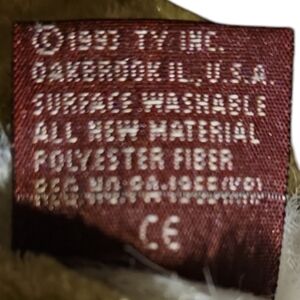 © 1993 TY INC.
OAKBROOK IL, U.S.A.
SURFACE WASHABLE
ALL NEW MATERIAL
POLYESTER FIBER
REG. NO. PA-1965(KR)
CE